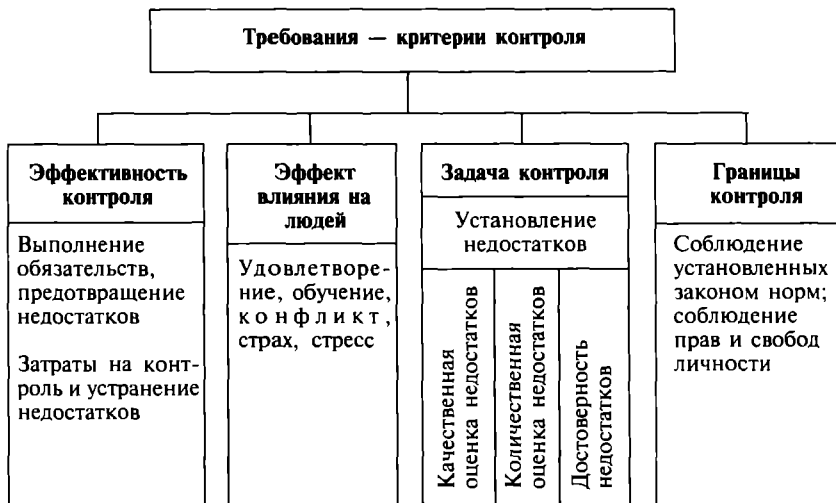 Требования — критерии контроля
Эффективность
контроля
Выполнение
обязательств,
предотвращение
недостатков
Затраты на конт-
роль и устранение
недостатков
Эффект
влияния на
людей
Удовлетворе-
ние, обучение,
конфликт,
страх, стресс
Задача контроля
Установление
недостатков
Качественная
оценка недостатков
Количественная
оценка недостатков
Достоверность
недостатков
Границы
контроля
Соблюдение
установленных
законом норм;
соблюдение
прав и свобод
личности